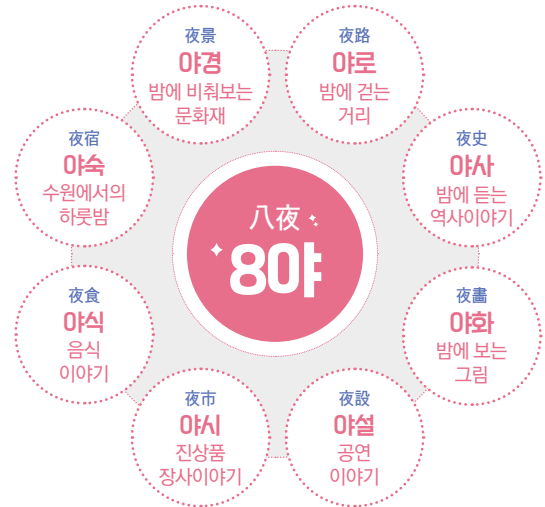 夜景
야경
밤에 비춰보는
문화재
夜路
야로
밤에 걷는
거리
夜史
야사
밤에 듣는
역사이야기
夜畵
야화
밤에 보는
그림
夜設
야설
공연
이야기
夜市
야시
진상품
장사이야기
夜食
야식
음식
이야기
夜宿
야숙
수원에서의
하룻밤
八夜
8야